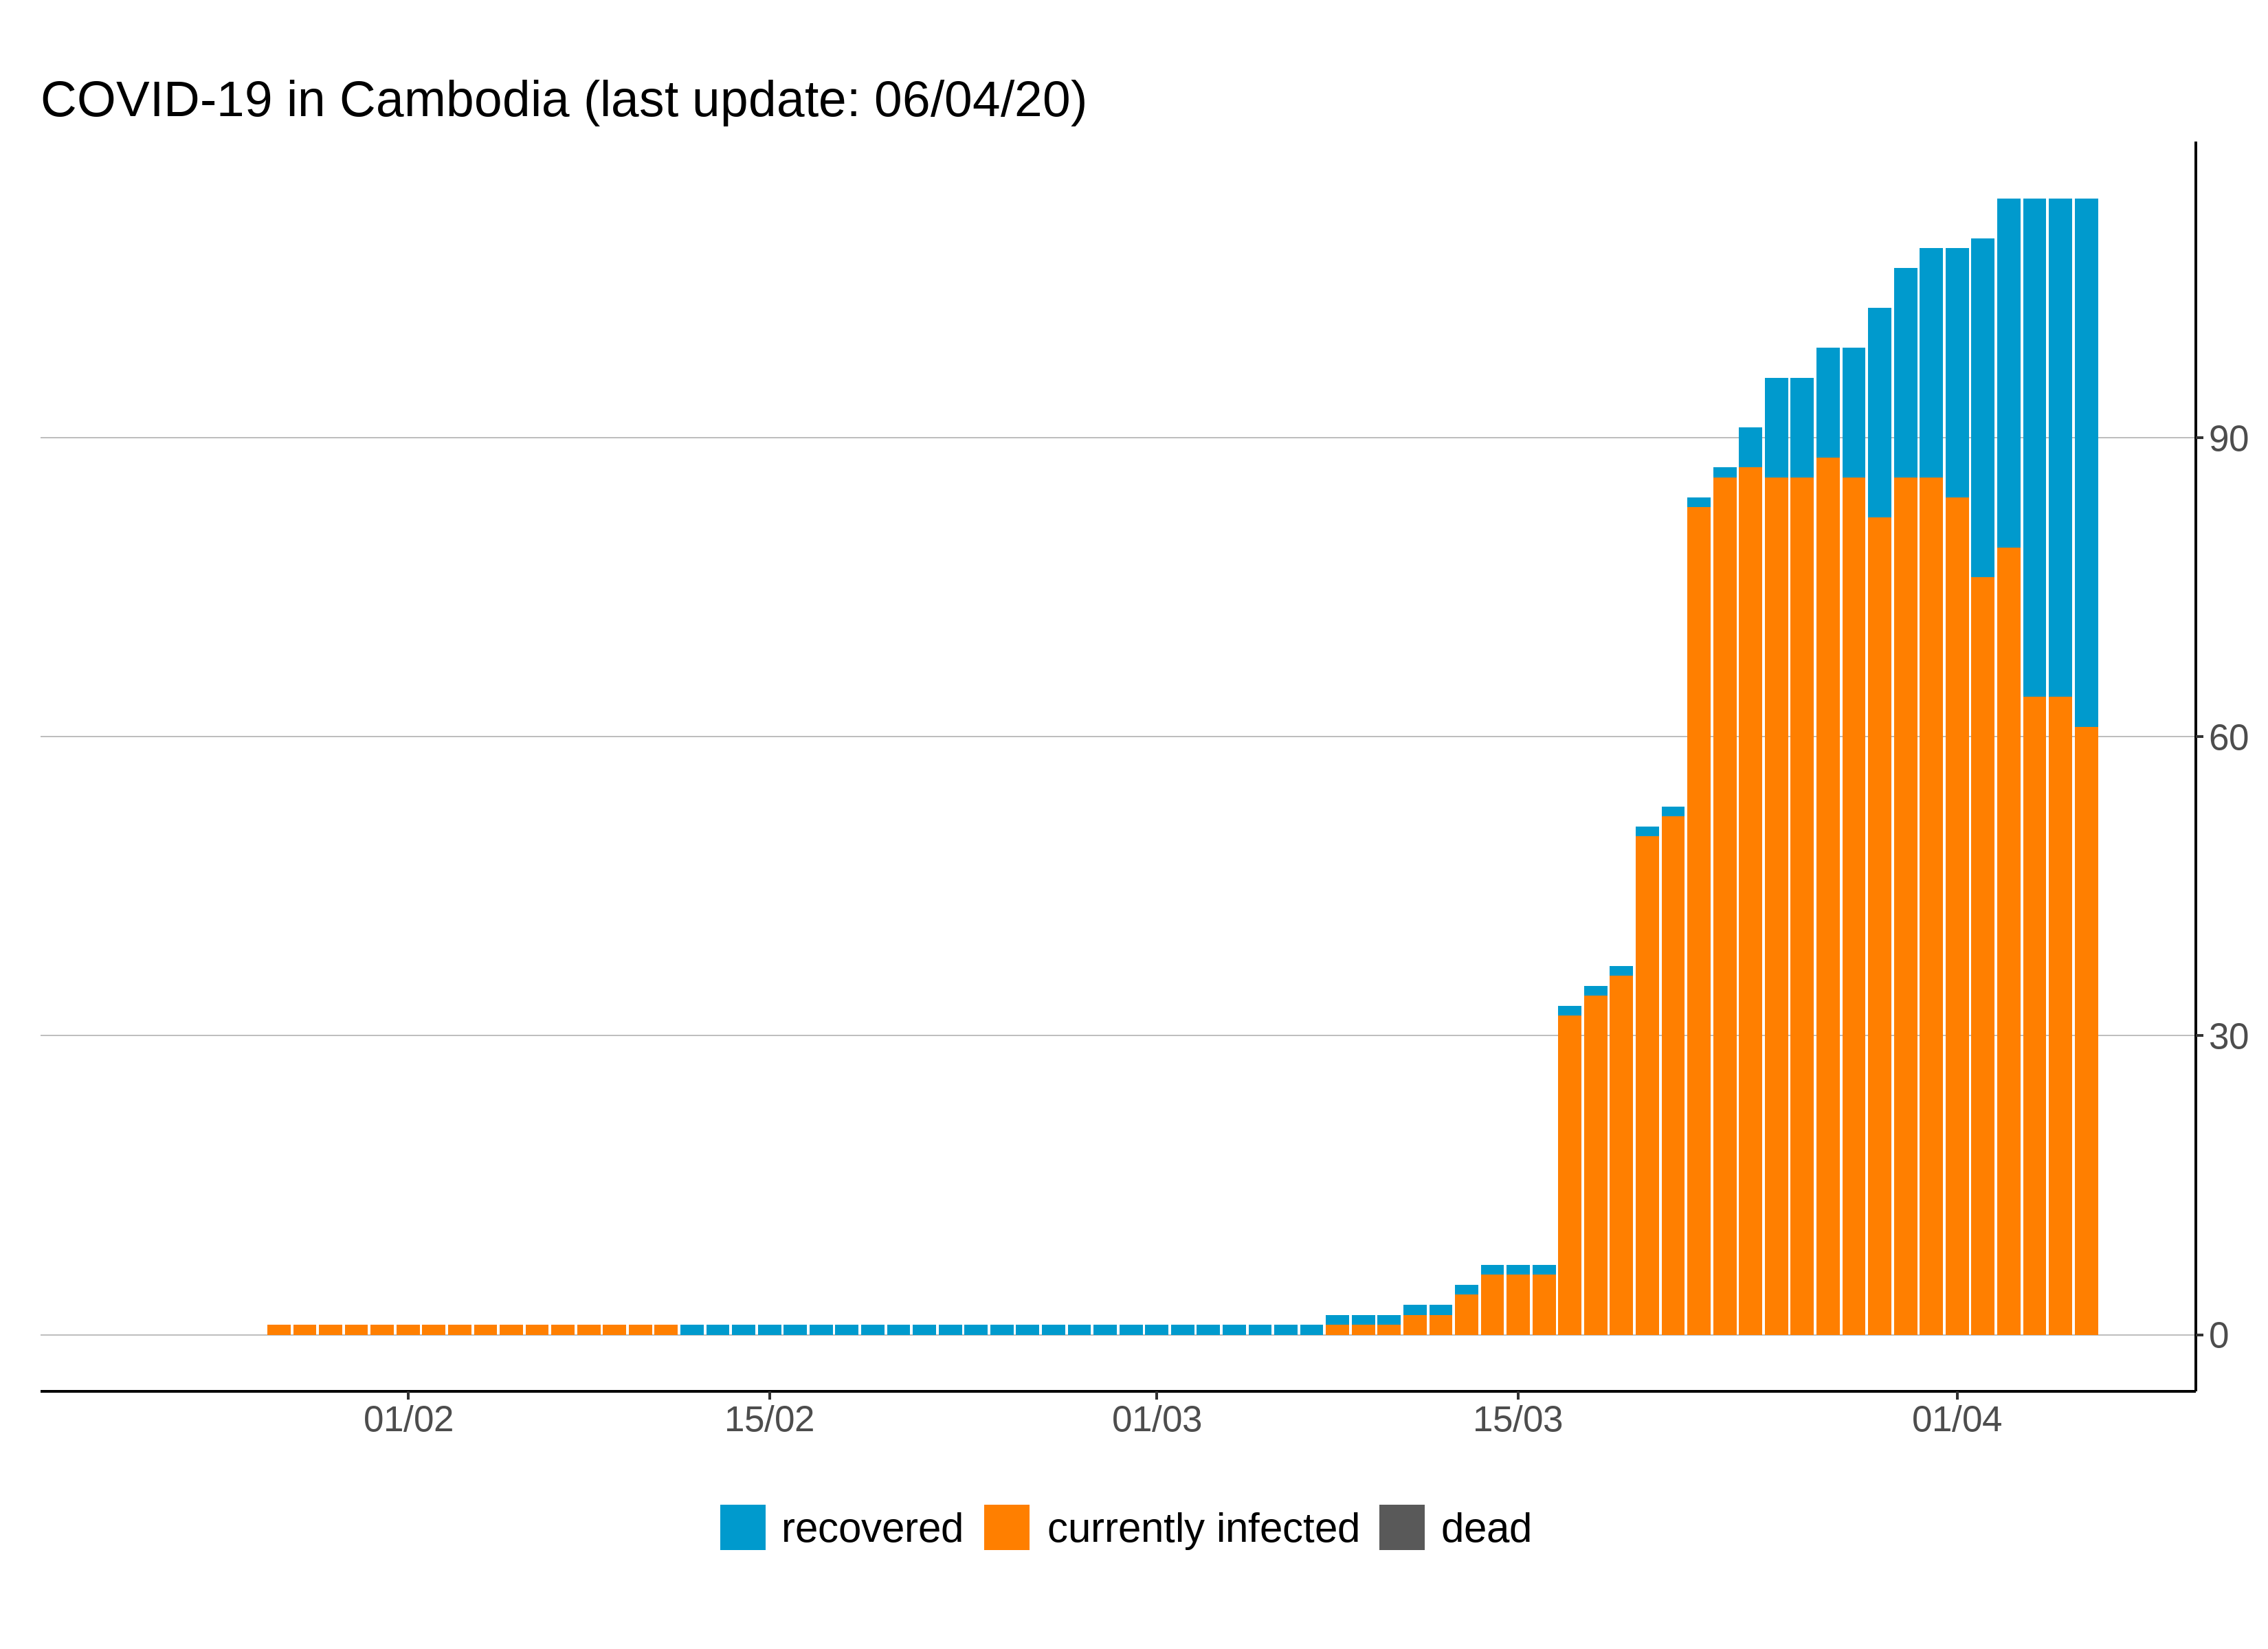 COVID-19 in Cambodia (last update: 06/04/20)
90
60
30
0
01/02 15/02 01/03 15/03 01/04
recovered currently infected dead